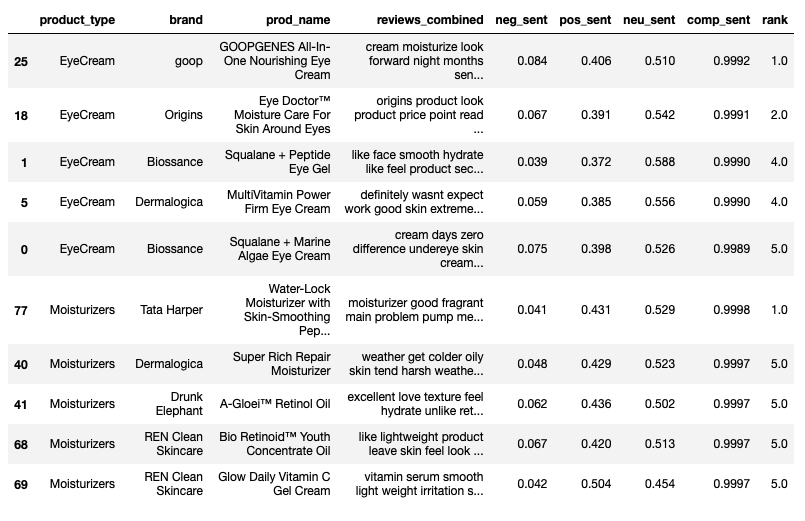 product_type brand prod_name reviews_combined neg_sent pos_sent neu_sent comp_sent rank
25 EyeCream goop GOOPGENES All-In-One Nourishing Eye Cream cream moisturize look forward night months sen... 0.084 0.406 0.510 0.9992 1.0
18 EyeCream Origins Eye Doctor™ Moisture Care For Skin Around Eyes origins product look product price point read ... 0.067 0.391 0.542 0.9991 2.0
1 EyeCream Biossance Squalane + Peptide Eye Gel like face smooth hydrate like feel product sec... 0.039 0.372 0.588 0.9990 4.0
5 EyeCream Dermalogica MultiVitamin Power Firm Eye Cream definitely wasnt expect work good skin extreme... 0.059 0.385 0.556 0.9990 4.0
0 EyeCream Biossance Squalane + Marine Algae Eye Cream cream days zero difference undereye skin cream... 0.075 0.398 0.526 0.9989 5.0
77 Moisturizers Tata Harper Water-Lock Moisturizer with Skin-Smoothing Pep... moisturizer good fragrant main problem pump me... 0.041 0.431 0.529 0.9998 1.0
40 Moisturizers Dermalogica Super Rich Repair Moisturizer weather get colder oily skin tend harsh weathe... 0.048 0.429 0.523 0.9997 5.0
41 Moisturizers Drunk Elephant A-Gloei™ Retinol Oil excellent love texture feel hydrate unlike ret... 0.062 0.436 0.502 0.9997 5.0
68 Moisturizers REN Clean Skincare Bio Retinoid™ Youth Concentrate Oil like lightweight product leave skin feel look ... 0.067 0.420 0.513 0.9997 5.0
69 Moisturizers REN Clean Skincare Glow Daily Vitamin C Gel Cream vitamin serum smooth light weight irritation s... 0.042 0.504 0.454 0.9997 5.0